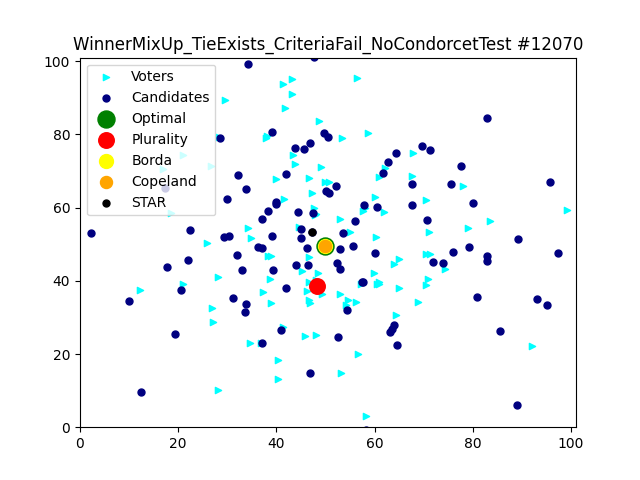 WinnerMixUp_TieExists_CriteriaFail_NoCondorcetTest #12070
100
80
60
40
20
0
0 20 40 60 80 100
Voters
Candidates
Optimal
Plurality
Borda
Copeland
STAR